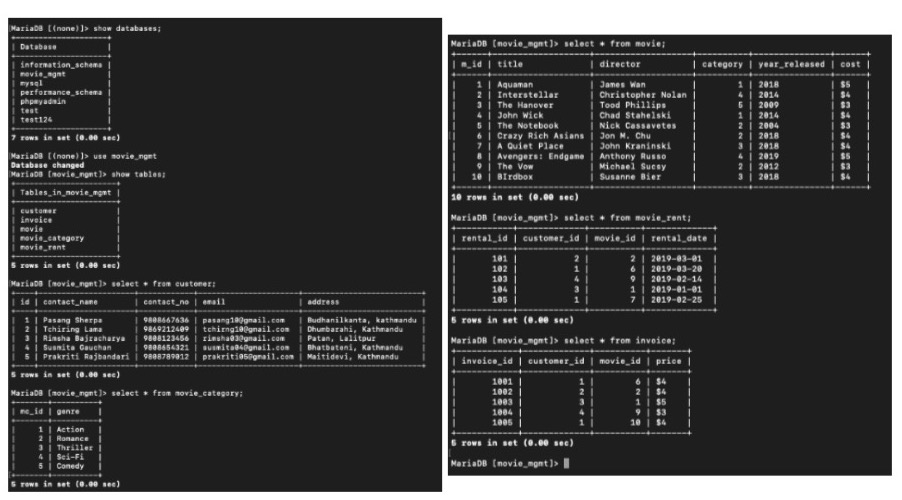 MariaDB [(none)]> show databases;
+--------------------+
| Database           |
+--------------------+
| information_schema |
| movie_mgmt         |
| mysql              |
| performance_schema |
| phpmyadmin         |
| test               |
| test124            |
+--------------------+
7 rows in set (0.00 sec)
MariaDB [(none)]> use movie_mgmt
Database changed
MariaDB [movie_mgmt]> show tables;
+----------------------+
| Tables_in_movie_mgmt |
+----------------------+
| customer             |
| invoice              |
| movie                |
| movie_category       |
| movie_rent           |
+----------------------+
5 rows in set (0.00 sec)
MariaDB [movie_mgmt]> select * from customer;
| id | contact_name | contact_no | email | address |
| 1 | Pasang Sherpa | 9808667636 | pasang10@gmail.com | Budhanilkanta, kathmandu |
| 2 | Tchiring Lama | 9869212409 | tchirng10@gmail.com | Dhumbarahi, Kathmandu |
| 3 | Rimsha Bajracharya | 9888123456 | rimsha03@gmail.com | Patan, Lalitpur |
| 4 | Susmita Gauchan | 9808654321 | susmita04@gmail.com | Bhatbateni, Kathmandu |
| 5 | Prakriti Rajbandari | 9808789012 | prakriti05@gmail.com | Maitidevi, Kathmandu |
5 rows in set (0.00 sec)
MariaDB [movie_mgmt]> select * from movie_category;
| mc_id | genre |
| 1 | Action |
| 2 | Romance |
| 3 | Thriller |
| 4 | Sci-Fi |
| 5 | Comedy |
5 rows in set (0.00 sec)
MariaDB [movie_mgmt]> select * from movie;
| m_id | title | director | category | year_released | cost |
| 1 | Aquaman | James Wan | 1 | 2018 | $5 |
| 2 | Interstellar | Christopher Nolan | 4 | 2014 | $4 |
| 3 | The Hanover | Tood Phillips | 5 | 2009 | $3 |
| 4 | John Wick | Chad Stahelski | 1 | 2014 | $4 |
| 5 | The Notebook | Nick Cassavetes | 2 | 2004 | $3 |
| 6 | Crazy Rich Asians | Jon M. Chu | 2 | 2018 | $4 |
| 7 | A Quiet Place | John Kraninski | 3 | 2018 | $4 |
| 8 | Avengers: Endgame | Anthony Russo | 4 | 2019 | $5 |
| 9 | The Vow | Michael Sucsy | 2 | 2012 | $3 |
| 10 | BIrdbox | Susanne Bier | 3 | 2018 | $4 |
10 rows in set (0.00 sec)
MariaDB [movie_mgmt]> select * from movie_rent;
| rental_id | customer_id | movie_id | rental_date |
| 101 | 2 | 2 | 2019-03-01 |
| 102 | 1 | 6 | 2019-03-20 |
| 103 | 4 | 9 | 2019-02-14 |
| 104 | 3 | 1 | 2019-01-01 |
| 105 | 1 | 7 | 2019-02-25 |
5 rows in set (0.00 sec)
MariaDB [movie_mgmt]> select * from invoice;
| invoice_id | customer_id | movie_id | price |
| 1001 | 1 | 6 | $4 |
| 1002 | 2 | 2 | $4 |
| 1003 | 3 | 1 | $5 |
| 1004 | 4 | 9 | $3 |
| 1005 | 1 | 10 | $4 |
5 rows in set (0.00 sec)
MariaDB [movie_mgmt]>